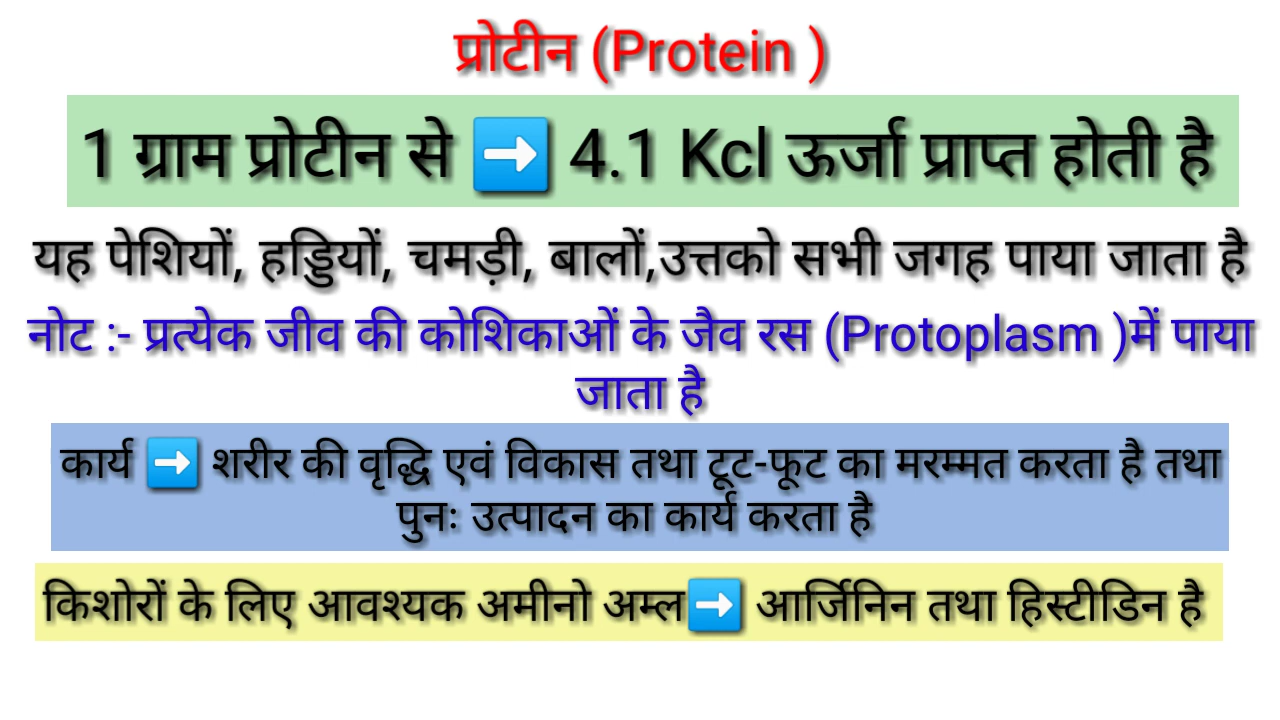 प्रोटीन (Protein )
1 ग्राम प्रोटीन से ➡️ 4.1 Kcl ऊर्जा प्राप्त होती है
यह पेशियों, हड्डियों, चमड़ी, बालों,उत्तको सभी जगह पाया जाता है
नोट :- प्रत्येक जीव की कोशिकाओं के जैव रस (Protoplasm )में पाया
जाता है
कार्य ➡️ शरीर की वृद्धि एवं विकास तथा टूट-फूट का मरम्मत करता है तथा
पुनः उत्पादन का कार्य करता है
किशोरों के लिए आवश्यक अमीनो अम्ल➡️ आर्जिनिन तथा हिस्टीडिन है